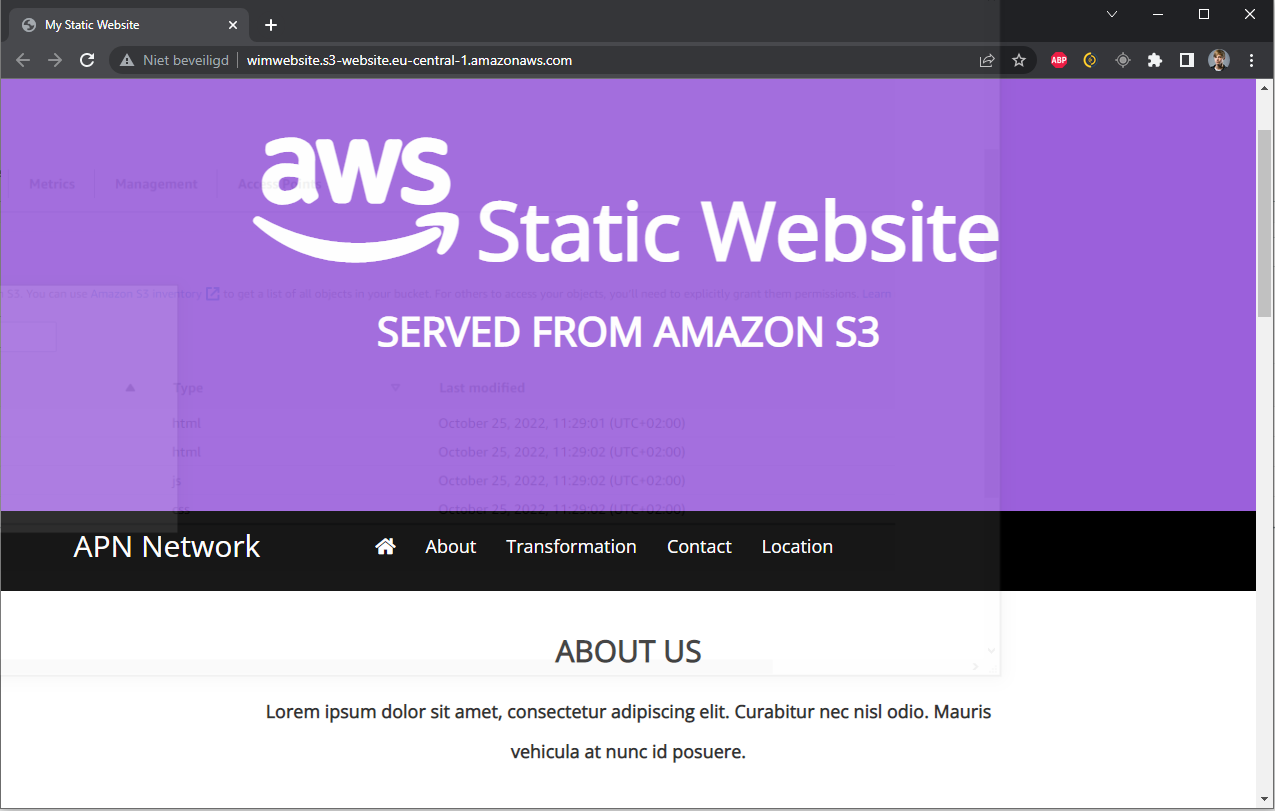 My Static Website
Niet beveiligd wimwebsite.s3-website.eu-central-1.amazonaws.com
ABP
aws
Metrics Management Access Points
Static Website
S3. You can use Amazon S3 inventory to get a list of all objects in your bucket. For others to access your objects, you'll need to explicitly grant them permissions. Learn
SERVED FROM AMAZON S3
Type Last modified
html October 25, 2022, 11:29:01 (UTC+02:00)
html October 25, 2022, 11:29:02 (UTC+02:00)
js October 25, 2022, 11:29:02 (UTC+02:00)
css October 25, 2022, 11:29:02 (UTC+02:00)
APN Network About Transformation Contact Location
ABOUT US
Lorem ipsum dolor sit amet, consectetur adipiscing elit. Curabitur nec nisl odio. Mauris
vehicula at nunc id posuere.